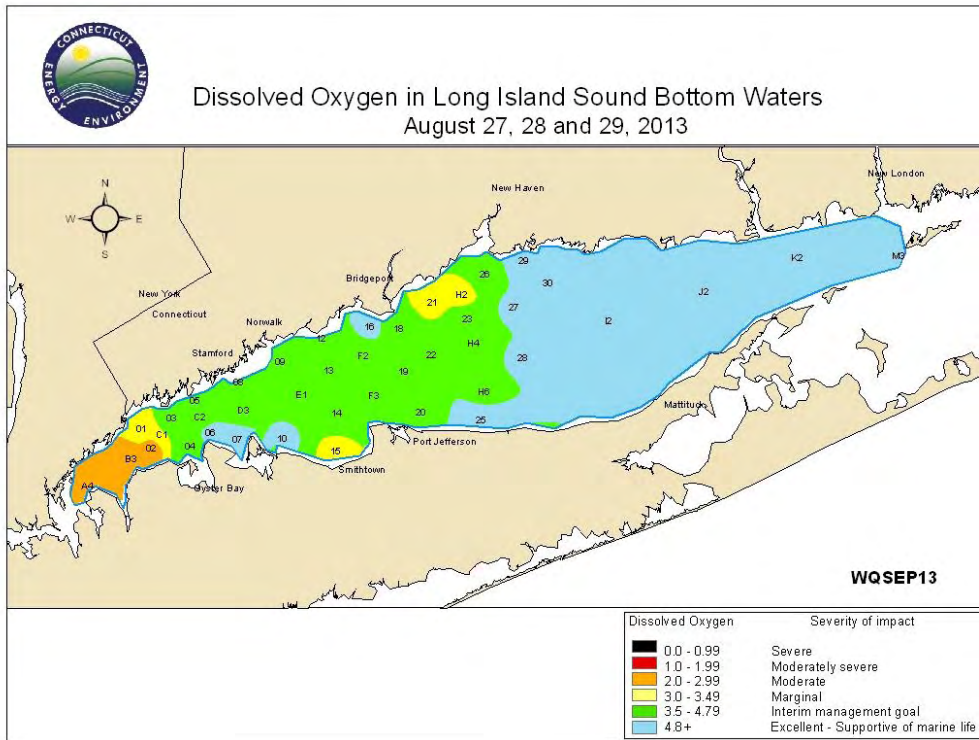 CONNECTICUT
ENERGY
ENVIRONMENT
Dissolved Oxygen in Long Island Sound Bottom Waters
August 27, 28 and 29, 2013
N
W E
S
New London
New Haven
Bridgeport
New York
Connecticut
Norwalk
Stamford
Mattituck
Port Jefferson
Smithtown
Oyster Bay
29
26
30
K2
M3
21
H2
27
J2
16
18
23
I2
12
H4
09
F2
22
28
13
19
08
E1
F3
H6
05
03
C2
D3
14
20
25
01
C1
06
07
10
02
04
15
B3
A4
WQSEP13
Dissolved Oxygen Severity of impact
0.0 - 0.99 Severe
1.0 - 1.99 Moderately severe
2.0 - 2.99 Moderate
3.0 - 3.49 Marginal
3.5 - 4.79 Interim management goal
4.8+ Excellent - Supportive of marine life